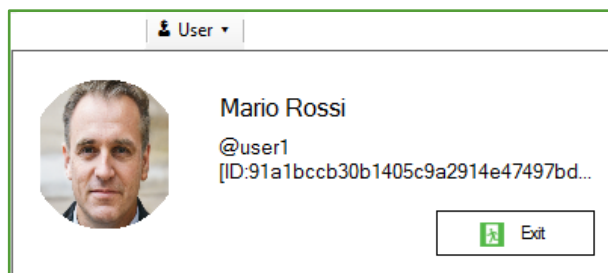 User
Mario Rossi
@user1
[ID:91a1bccb30b1405c9a2914e47497bd...
Exit